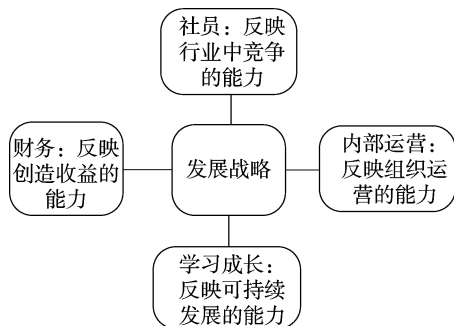 社员：反映
行业中竞争
的能力
财务：反映
创造收益的
能力
发展战略
内部运营：
反映组织运
营的能力
学习成长：
反映可持续
发展的能力